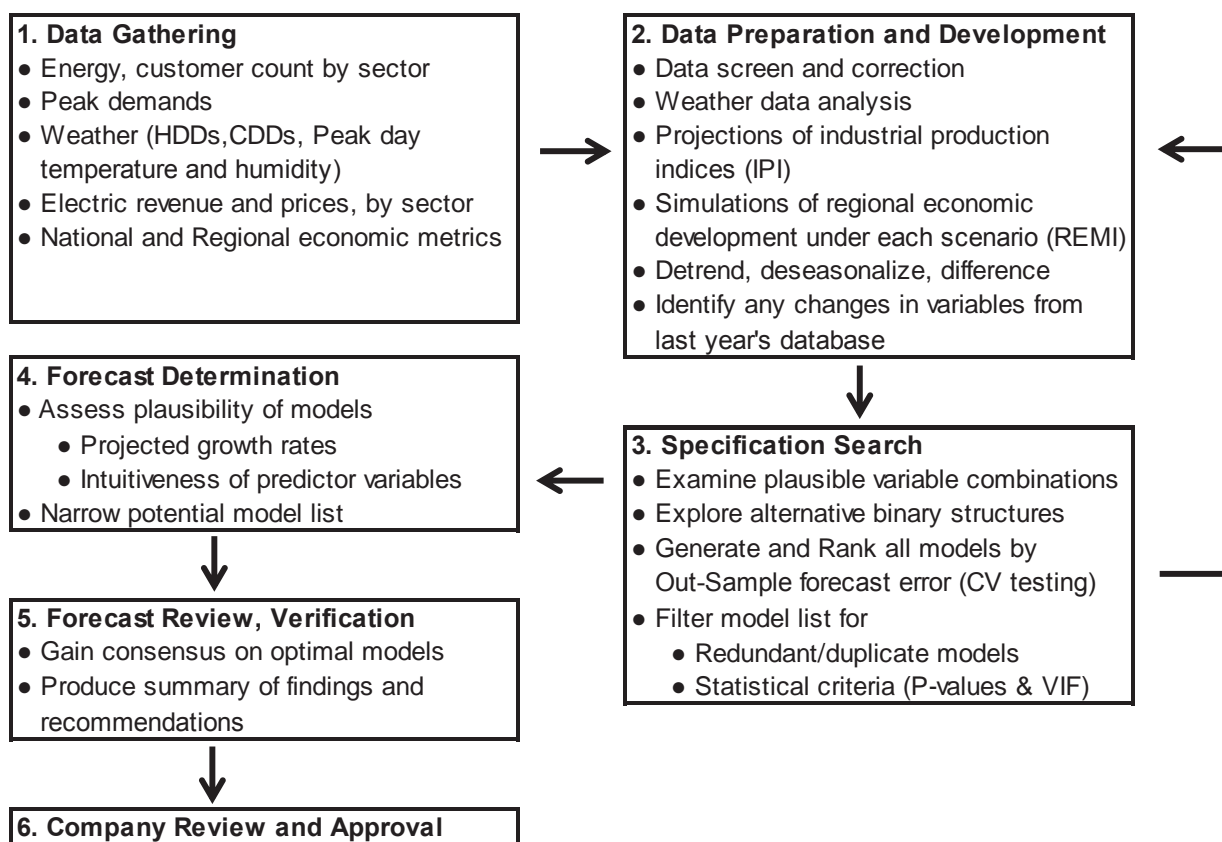 1. Data Gathering
● Energy, customer count by sector
● Peak demands
● Weather (HDDs,CDDs, Peak day
temperature and humidity)
● Electric revenue and prices, by sector
● National and Regional economic metrics
2. Data Preparation and Development
● Data screen and correction
● Weather data analysis
● Projections of industrial production
indices (IPI)
● Simulations of regional economic
development under each scenario (REMI)
● Detrend, deseasonalize, difference
● Identify any changes in variables from
last year's database
3. Specification Search
● Examine plausible variable combinations
● Explore alternative binary structures
● Generate and Rank all models by
Out-Sample forecast error (CV testing)
● Filter model list for
● Redundant/duplicate models
● Statistical criteria (P-values & VIF)
4. Forecast Determination
● Assess plausibility of models
● Projected growth rates
● Intuitiveness of predictor variables
● Narrow potential model list
5. Forecast Review, Verification
● Gain consensus on optimal models
● Produce summary of findings and
recommendations
6. Company Review and Approval